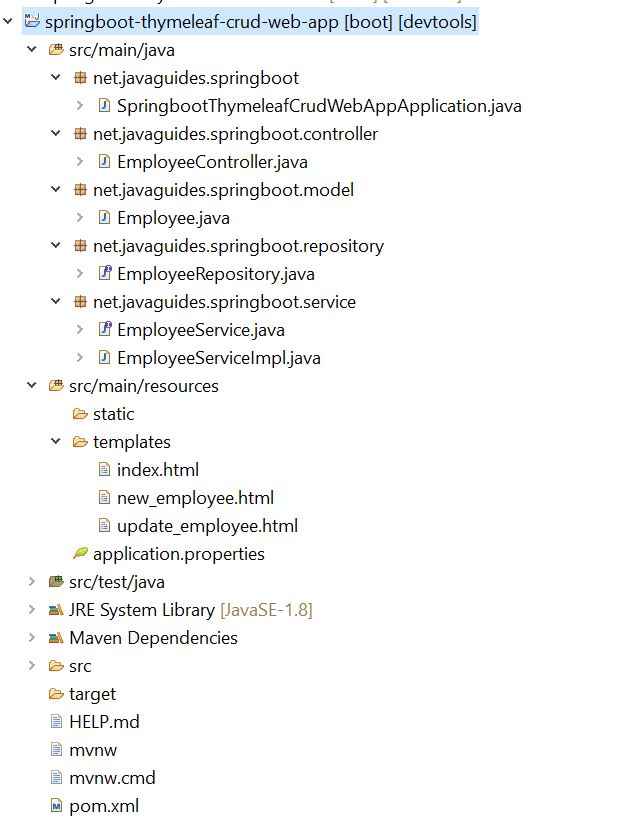 springboot-thymeleaf-crud-web-app [boot] [devtools]
src/main/java
net.javaguides.springboot
SpringbootThymeleafCrudWebAppApplication.java
net.javaguides.springboot.controller
EmployeeController.java
net.javaguides.springboot.model
Employee.java
net.javaguides.springboot.repository
EmployeeRepository.java
net.javaguides.springboot.service
EmployeeService.java
EmployeeServiceImpl.java
src/main/resources
static
templates
index.html
new_employee.html
update_employee.html
application.properties
src/test/java
JRE System Library [JavaSE-1.8]
Maven Dependencies
src
target
HELP.md
mvnw
mvnw.cmd
pom.xml